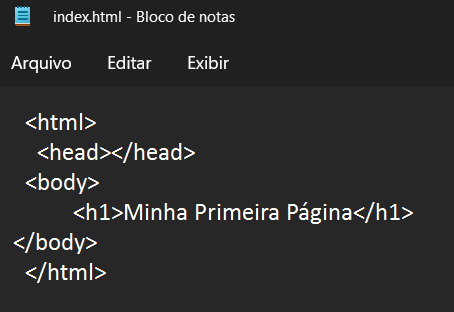 index.html - Bloco de notas
Arquivo Editar Exibir
<html>
<head></head>
<body>
<h1>Minha Primeira Página</h1>
</body>
</html>